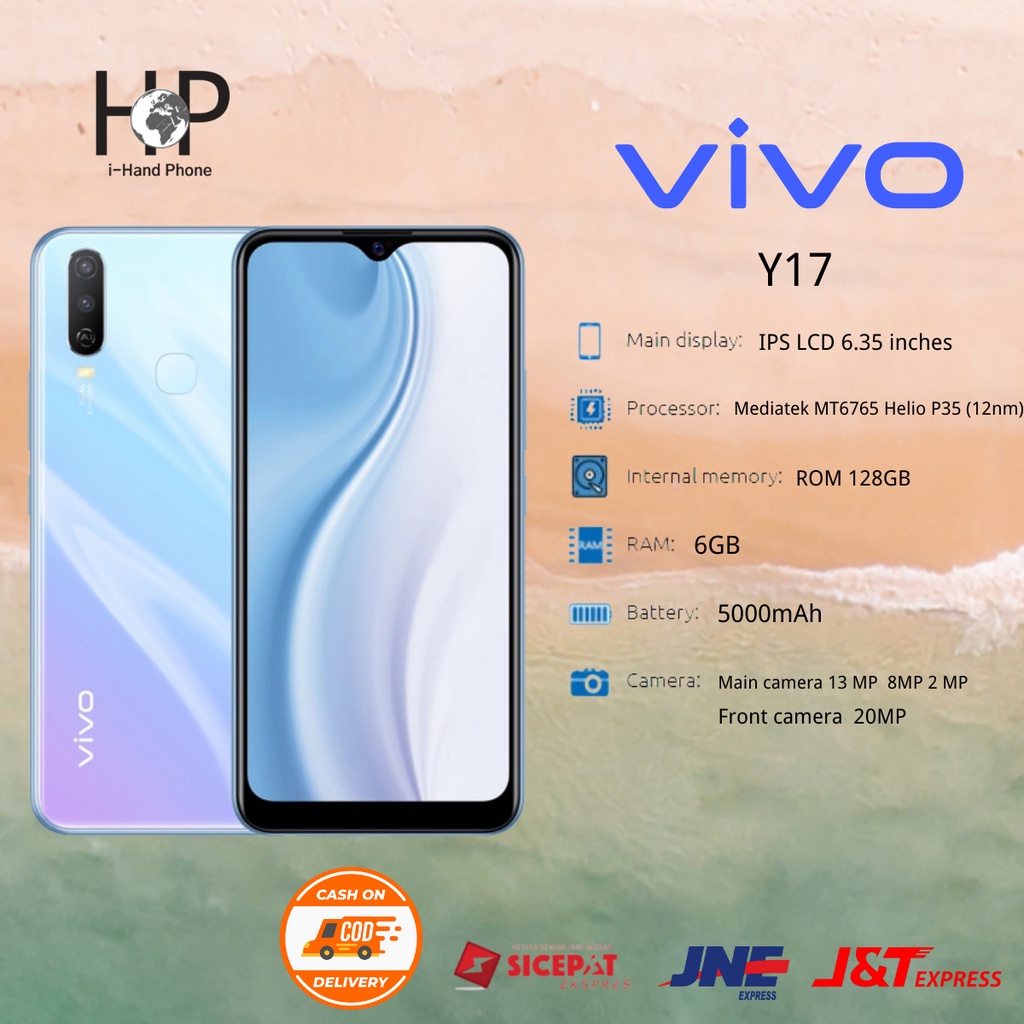 HP
i-Hand Phone
vivo
Y17
Main display: IPS LCD 6.35 inches
Processor: Mediatek MT6765 Helio P35 (12nm)
Internal memory: ROM 128GB
RAM
RAM: 6GB
Battery: 5000mAh
Camera: Main camera 13 MP 8MP 2 MP
Front camera 20MP
AI
vivo
CASH ON
COD
DELIVERY
SICEPAT
EKSPRES
JNE
EXPRESS
J&T EXPRESS